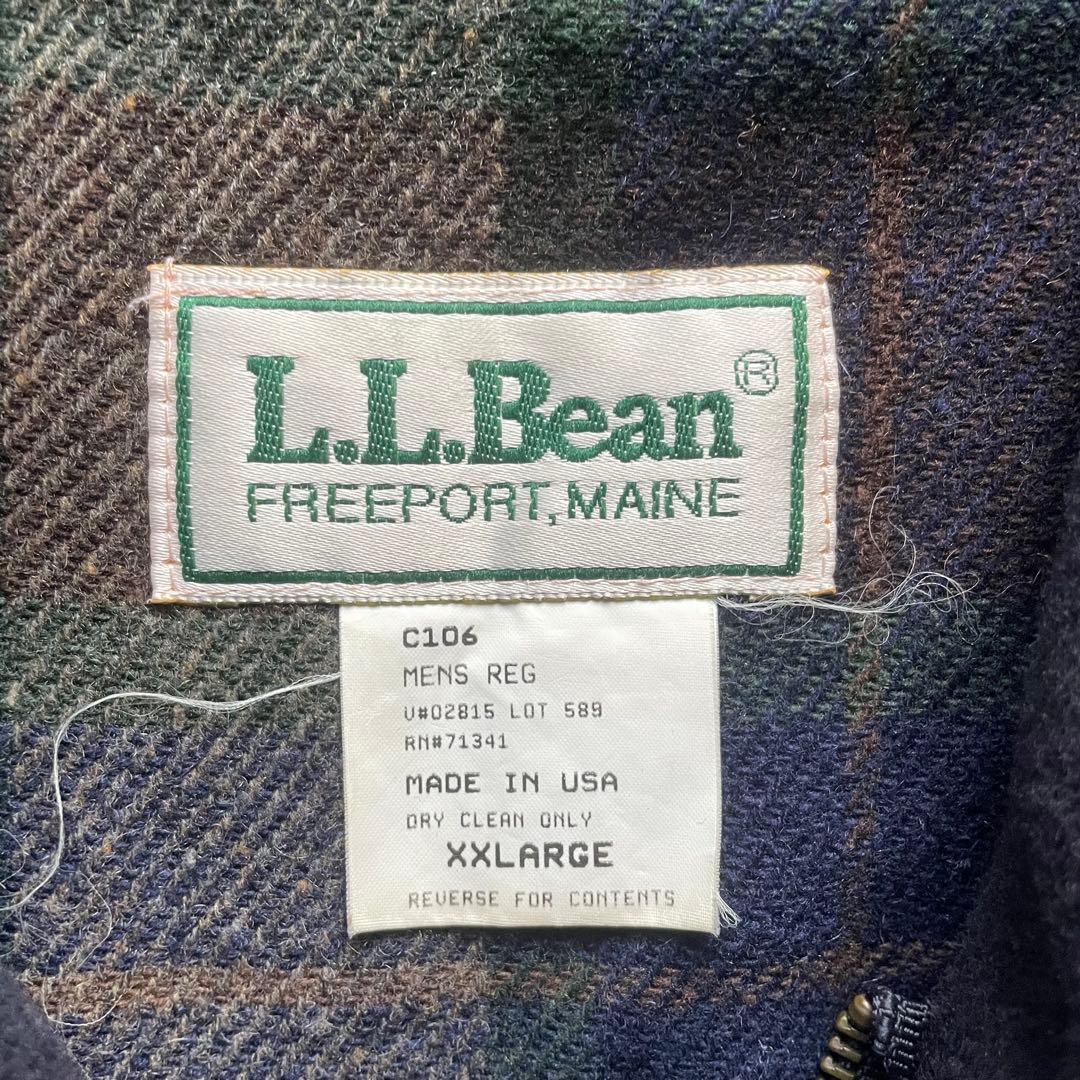 L.L.Bean®
FREEPORT, MAINE
C106
MENS REG
V#02815 LOT 589
RN#71341
MADE IN USA
DRY CLEAN ONLY
XXLARGE
REVERSE FOR CONTENTS